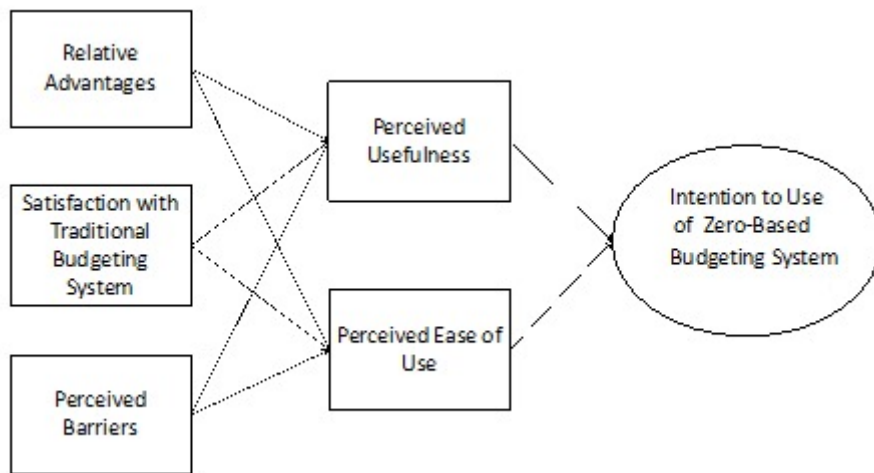 Relative
Advantages
Perceived
Usefulness
Satisfaction with
Traditional
Budgeting
System
Intention to Use
of Zero-Based
Budgeting System
Perceived Ease of
Use
Perceived
Barriers